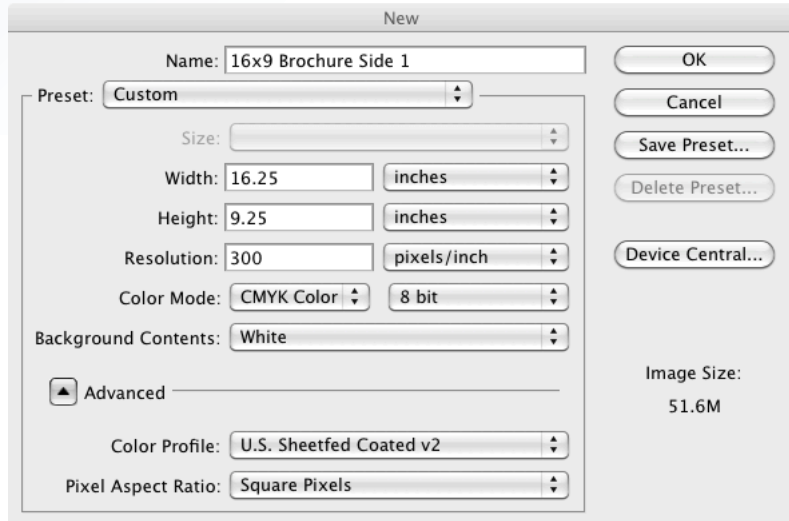 New
Name: 16x9 Brochure Side 1
OK
Preset: Custom
Cancel
Size:
Save Preset...
Width: 16.25 inches
Delete Preset...
Height: 9.25 inches
Resolution: 300 pixels/inch
Device Central...
Color Mode: CMYK Color 8 bit
Background Contents: White
Image Size:
51.6M
Advanced
Color Profile: U.S. Sheetfed Coated v2
Pixel Aspect Ratio: Square Pixels